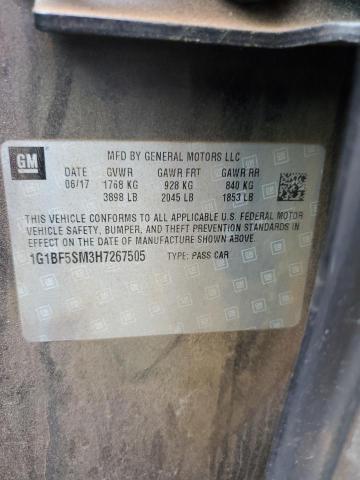 GM
MFD BY GENERAL MOTORS LLC
DATE GVWR GAWR FRT GAWR RR
06/17 1768 KG 928 KG 840 KG
3898 LB 2045 LB 1853 LB
THIS VEHICLE CONFORMS TO ALL APPLICABLE U.S. FEDERAL MOTOR
VEHICLE SAFETY, BUMPER, AND THEFT PREVENTION STANDARDS
IN EFFECT ON THE DATE OF MANUFACTURE SHOWN ABOVE.
1G1BF5SM3H7267505 TYPE: PASS CAR